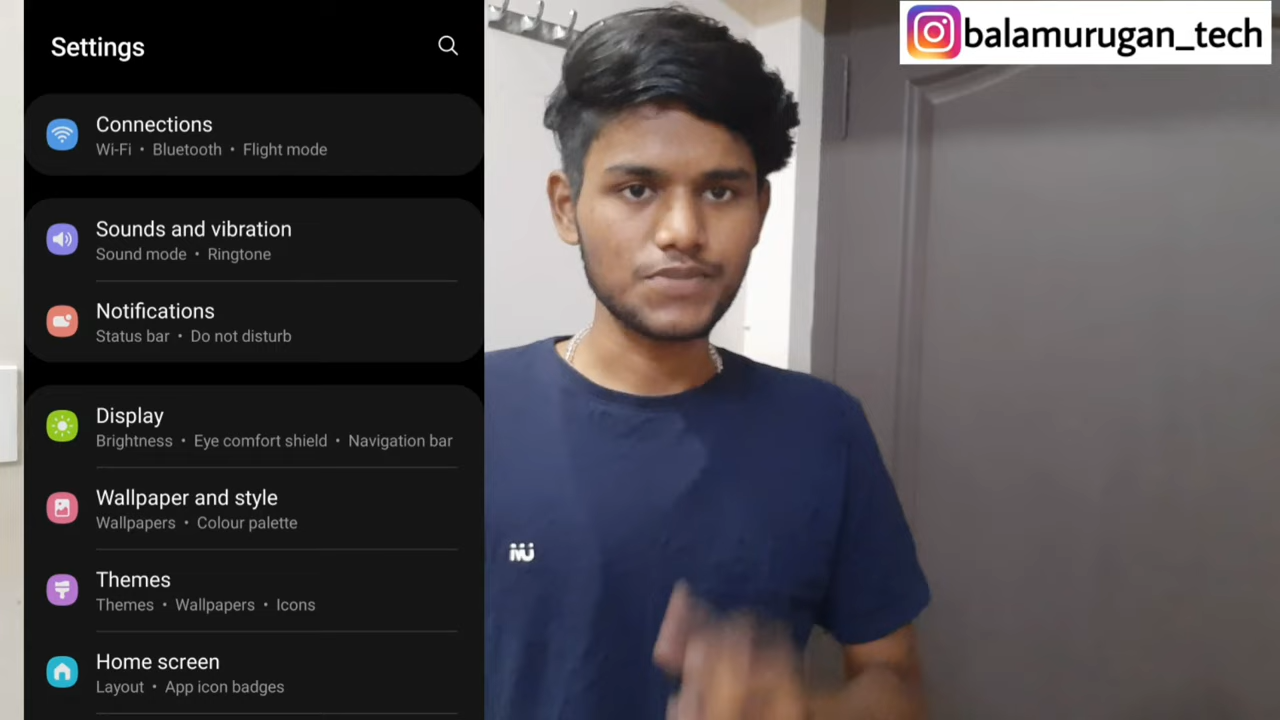 Settings
Connections
Wi-Fi • Bluetooth • Flight mode
Sounds and vibration
Sound mode • Ringtone
Notifications
Status bar • Do not disturb
Display
Brightness • Eye comfort shield • Navigation bar
Wallpaper and style
Wallpapers • Colour palette
Themes
Themes • Wallpapers • Icons
Home screen
Layout • App icon badges
balamurugan_tech